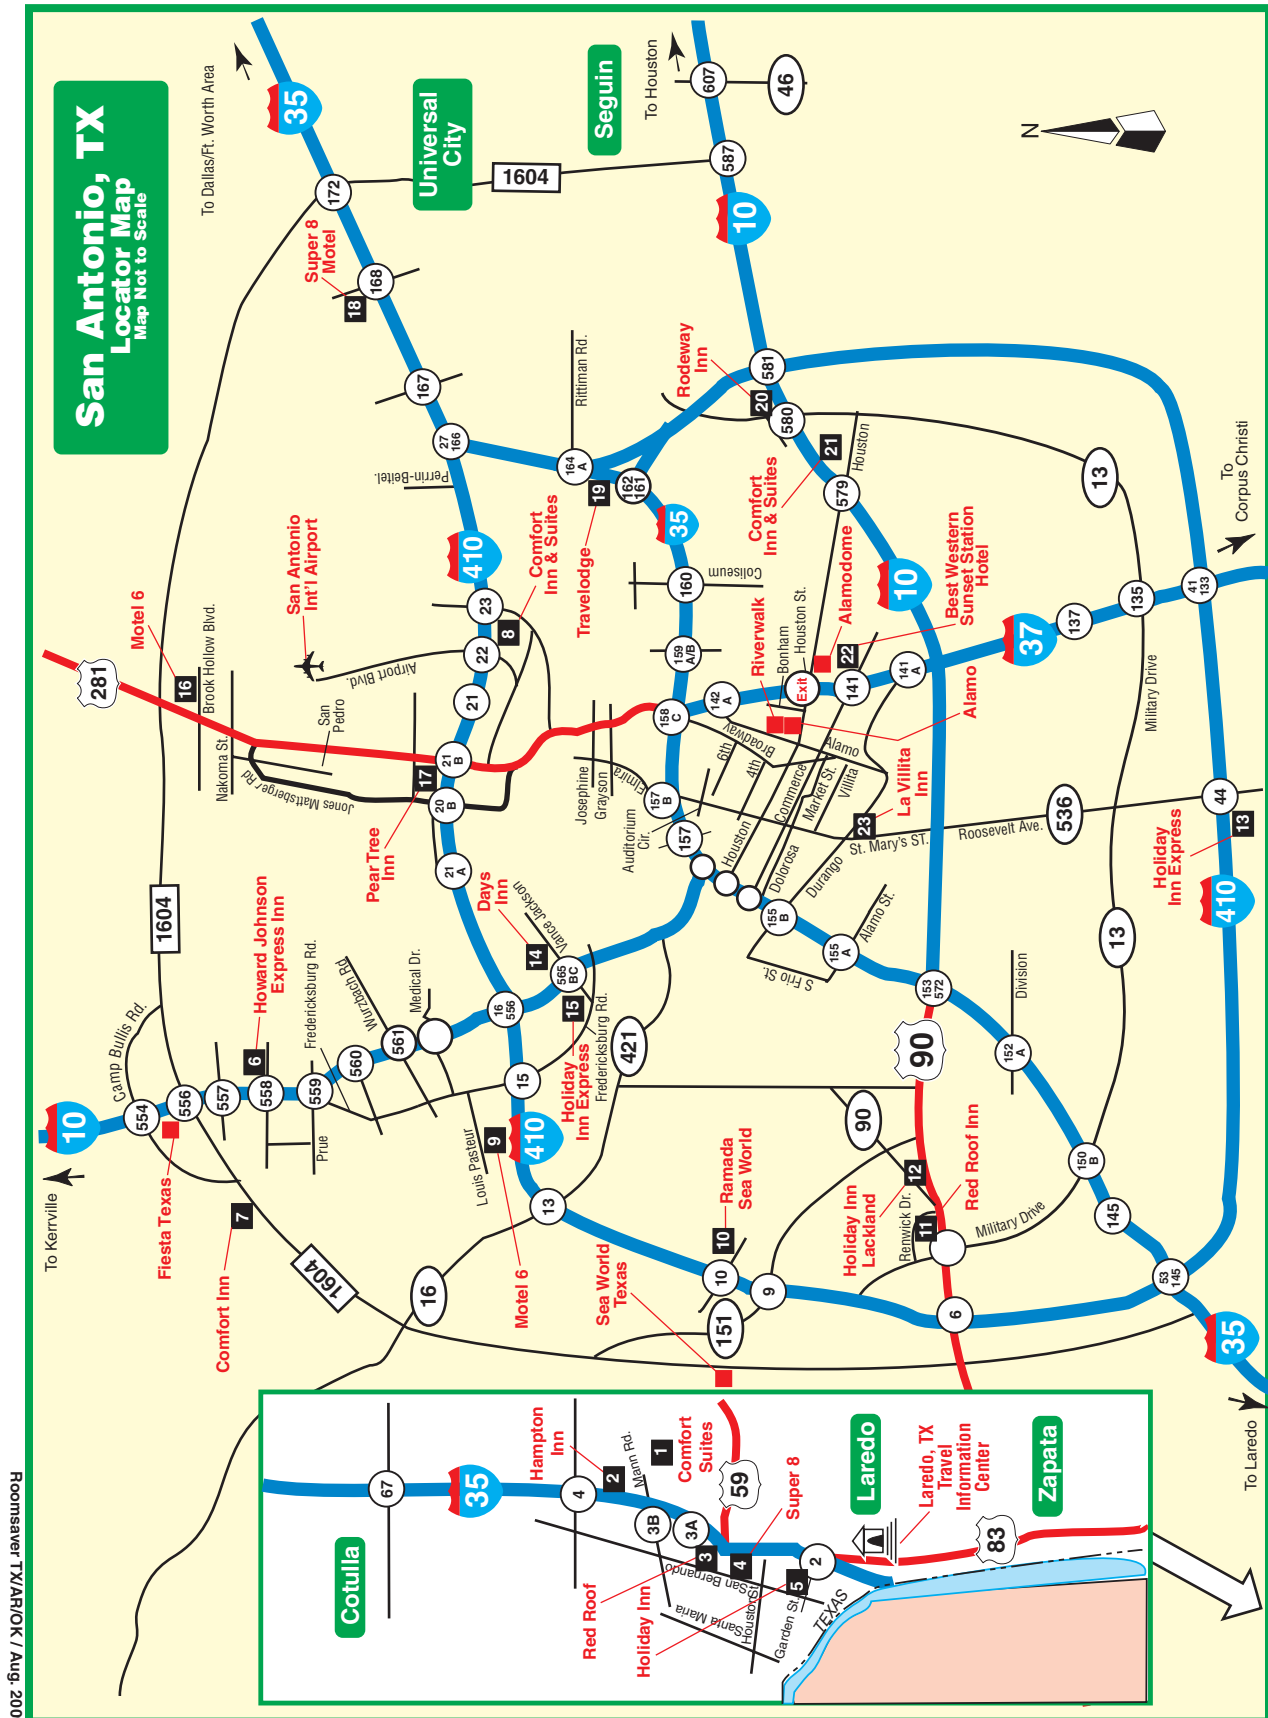 San Antonio, TX
Locator Map
Map Not to Scale
To Dallas/Ft. Worth Area
35
172
Universal
City
1604
Seguin
To Houston
607
46
587
10
N
Super 8
Motel
18
168
167
27
166
Perrin-Beitel.
Rittiman Rd.
164
A
19
Travelodge
162
161
35
Rodeway
Inn
20
581
580
21
Comfort
Inn & Suites
Houston
579
13
To
Corpus Christi
Motel 6
16
281
Brook Hollow Blvd.
Nakoma St.
San Antonio
Int'l Airport
Airport Blvd.
San
Pedro
Jones Mattsberger Rd
410
23
8
Comfort
Inn & Suites
22
21
21
B
17
20
B
Pear Tree
Inn
21
A
160
Coliseum
159
A/B
158
C
142
A
Riverwalk
Bonham
Houston St.
Alamodome
Exit
22
141
141
A
10
Best Western
Sunset Station
Hotel
37
137
135
41
133
Alamo
Military Drive
Josephine
Grayson
Elmira
157
B
Auditorium
Cir.
157
6th
4th
Broadway
Alamo
Commerce
Market St.
Villita
Houston
Dolorosa
Durango
23
La Villita
Inn
St. Mary's ST.
Roosevelt Ave.
536
44
13
Holiday
Inn Express
410
155
B
155
A
Alamo St.
S Frio St.
153
572
Division
13
152
A
1604
Howard Johnson
Express Inn
6
Camp Bullis Rd.
To Kerrville
10
554
556
557
558
559
560
561
Fredericksburg Rd.
Wurzbach Rd
Medical Dr.
Prue
Fiesta Texas
7
Comfort Inn
1604
16
Days
Inn
14
Vance Jackson
565
BC
16
556
15
Holiday
Inn Express
Fredericksburg Rd.
421
15
410
9
Louis Pasteur
Motel 6
13
90
90
Ramada
Sea World
10
10
9
151
Sea World
Texas
12
Holiday Inn
Lackland
Renwick Dr.
11
Red Roof Inn
Military Drive
6
150
B
145
53
145
35
To Laredo
Cotulla
67
35
Hampton
Inn
4
2
Mann Rd.
1
Comfort
Suites
3B
3A
59
Super 8
3
4
San Bernando
Santa Maria
Houston St.
Garden St.
5
2
Red Roof
Holiday Inn
TEXAS
Laredo
Laredo, TX
Travel
Information
Center
83
Zapata
Roomsaver TX/AR/OK / Aug. 200